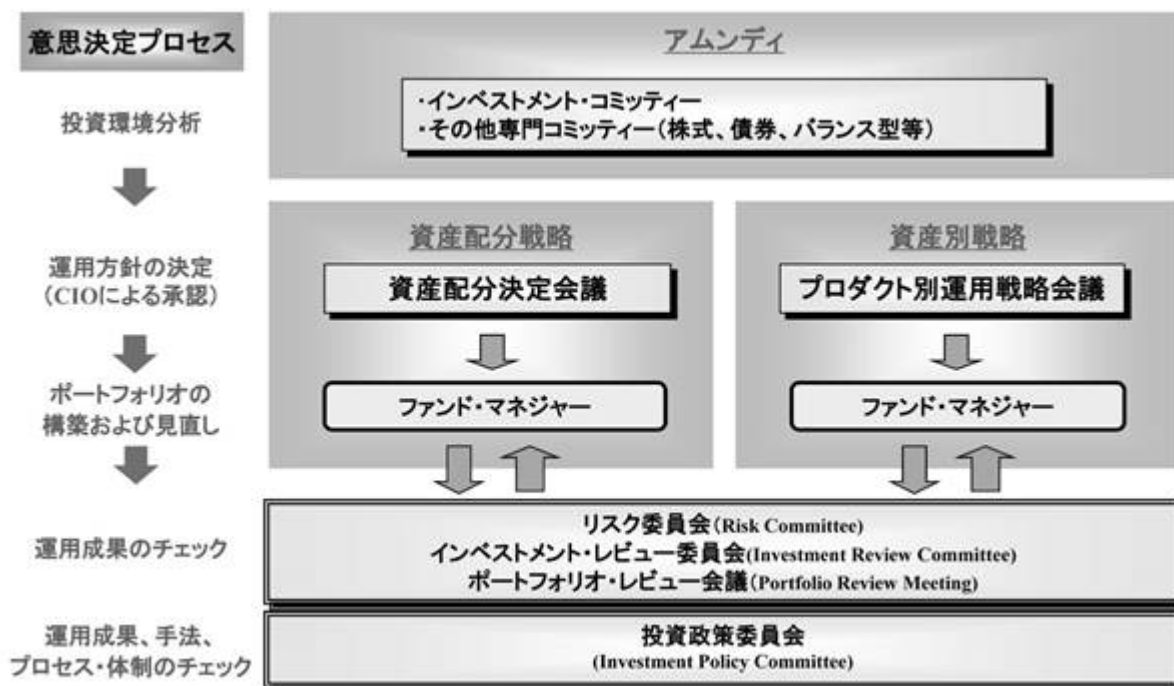 意思決定プロセス
アムンディ
投資環境分析
・インベストメント・コミッティー
・その他専門コミッティー（株式、債券、バランス型等）
資産配分戦略
資産別戦略
運用方針の決定
（CIOによる承認）
資産配分決定会議
プロダクト別運用戦略会議
ポートフォリオの
構築および見直し
ファンド・マネジャー
ファンド・マネジャー
運用成果のチェック
リスク委員会(Risk Committee)
インベストメント・レビュー委員会(Investment Review Committee)
ポートフォリオ・レビュー会議(Portfolio Review Meeting)
運用成果、手法、
プロセス・体制のチェック
投資政策委員会
(Investment Policy Committee)